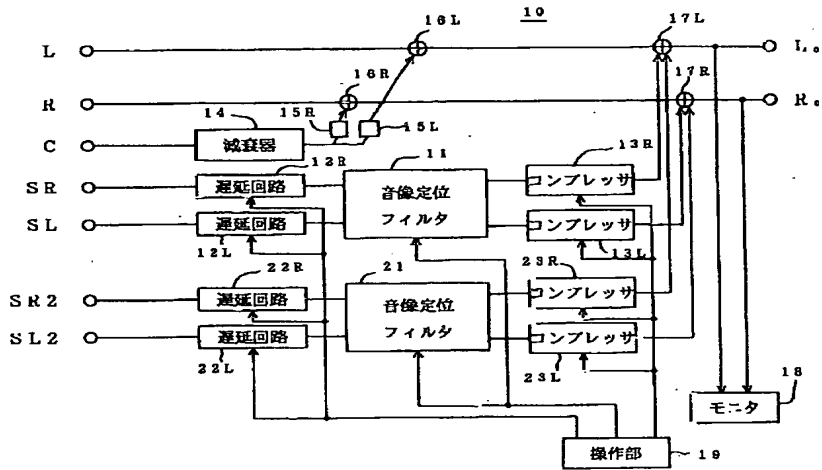 10
16L
17L
L
L。
16R
17R
R
R。
14
15R
15L
C
減衰器
12R
11
13R
SR
遅延回路
音像定位
フィルタ
コンプレッサ
SL
遅延回路
コンプレッサ
12L
13L
22R
21
23R
SR2
遅延回路
音像定位
フィルタ
コンプレッサ
SL2
遅延回路
コンプレッサ
22L
23L
18
モニタ
操作部
19